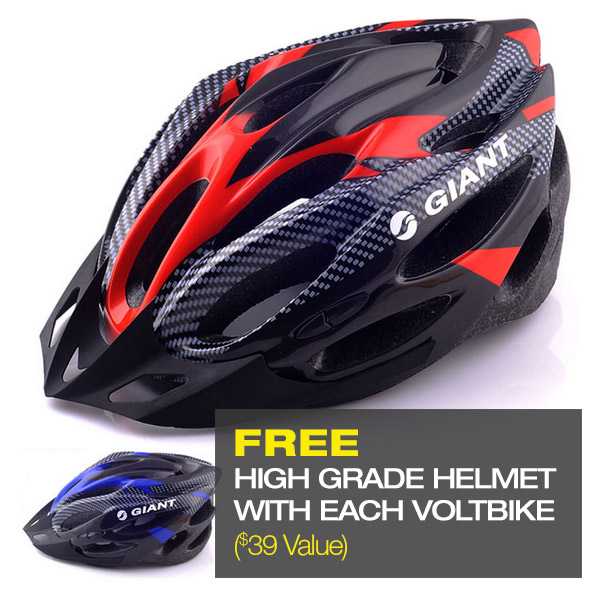 GIANT
FREE
HIGH GRADE HELMET
WITH EACH VOLTBIKE
($39 Value)
GIANT